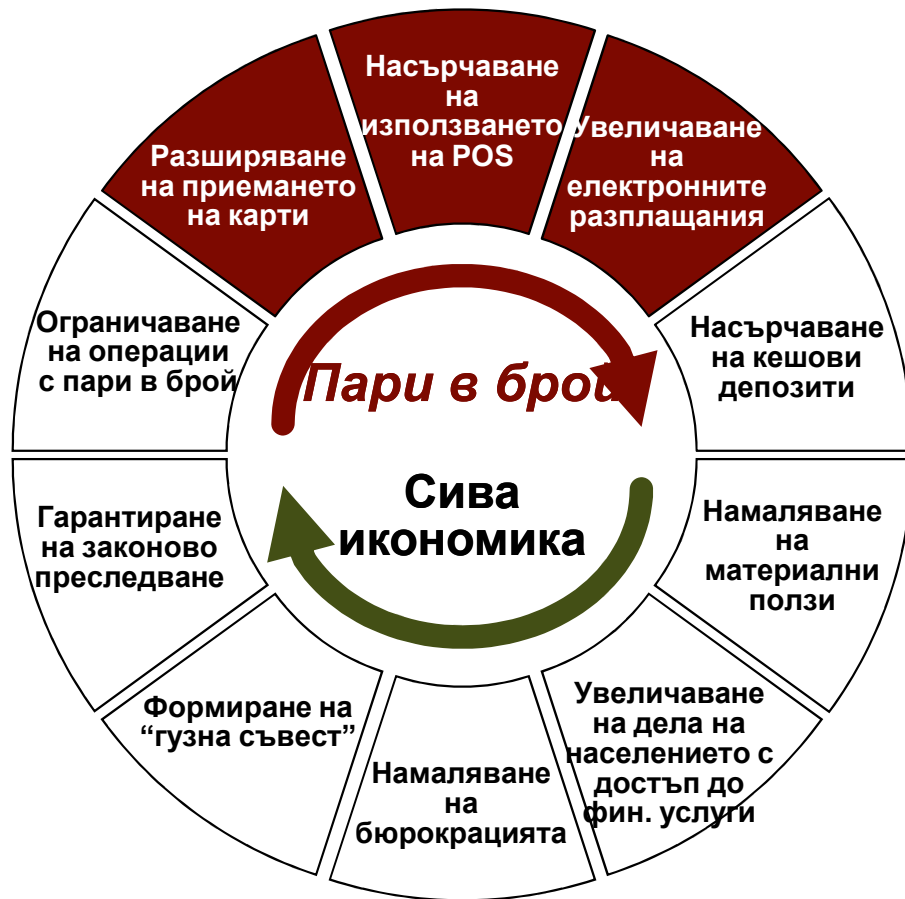 Насърчаване
на
използването
на POS
Увеличаване
на
електронните
разплащания
Насърчаване
на кешови
депозити
Намаляване
на
материални
ползи
Увеличаване
на дела на
населението с
достъп до
фин. услуги
Намаляване
на
бюрокрацията
Формиране на
“гузна съвест”
Гарантиране
на законово
преследване
Ограничаване
на операции
с пари в брой
Разширяване
на приемането
на карти
Пари в брой
Сива
икономика